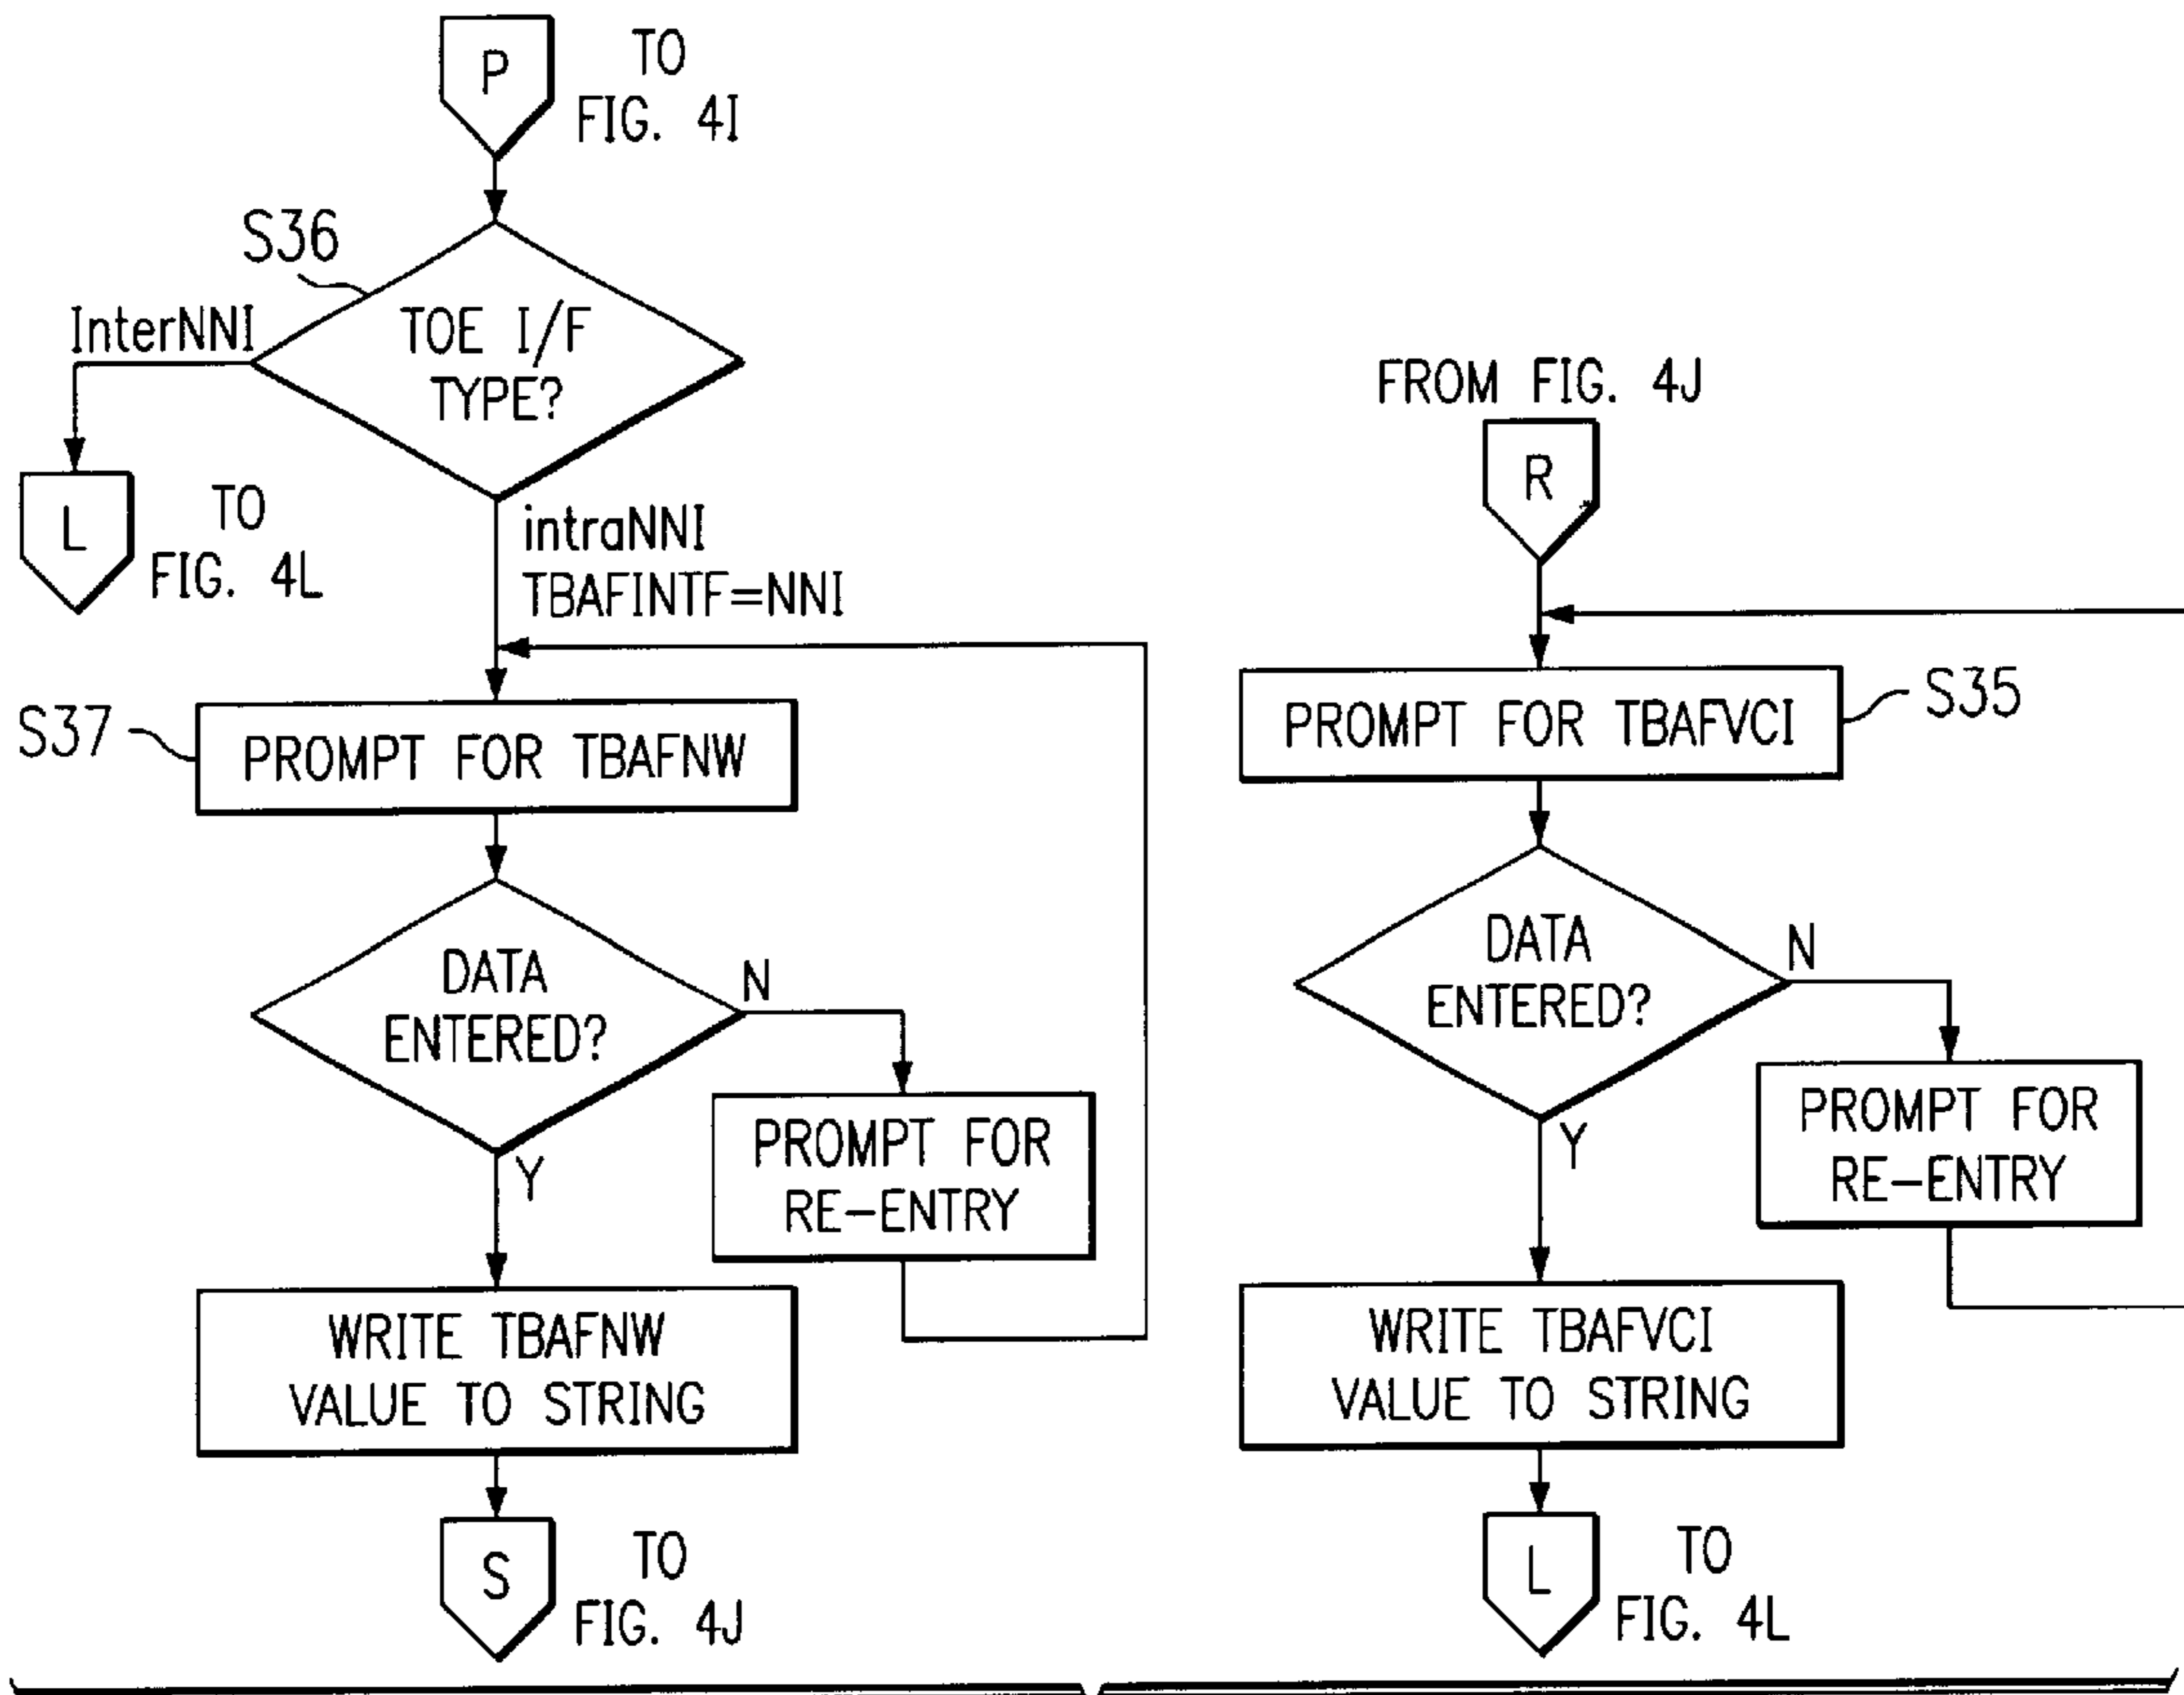 P
TO
FIG. 4I
S36
InterNNI
TOE I/F
TYPE?
L
TO
FIG. 4L
intraNNI
TBAFINTF=NNI
S37
PROMPT FOR TBAFNW
DATA
ENTERED?
N
Y
PROMPT FOR
RE-ENTRY
WRITE TBAFNW
VALUE TO STRING
S
TO
FIG. 4J
FROM FIG. 4J
R
PROMPT FOR TBAFVCI
S35
DATA
ENTERED?
N
Y
PROMPT FOR
RE-ENTRY
WRITE TBAFVCI
VALUE TO STRING
L
TO
FIG. 4L